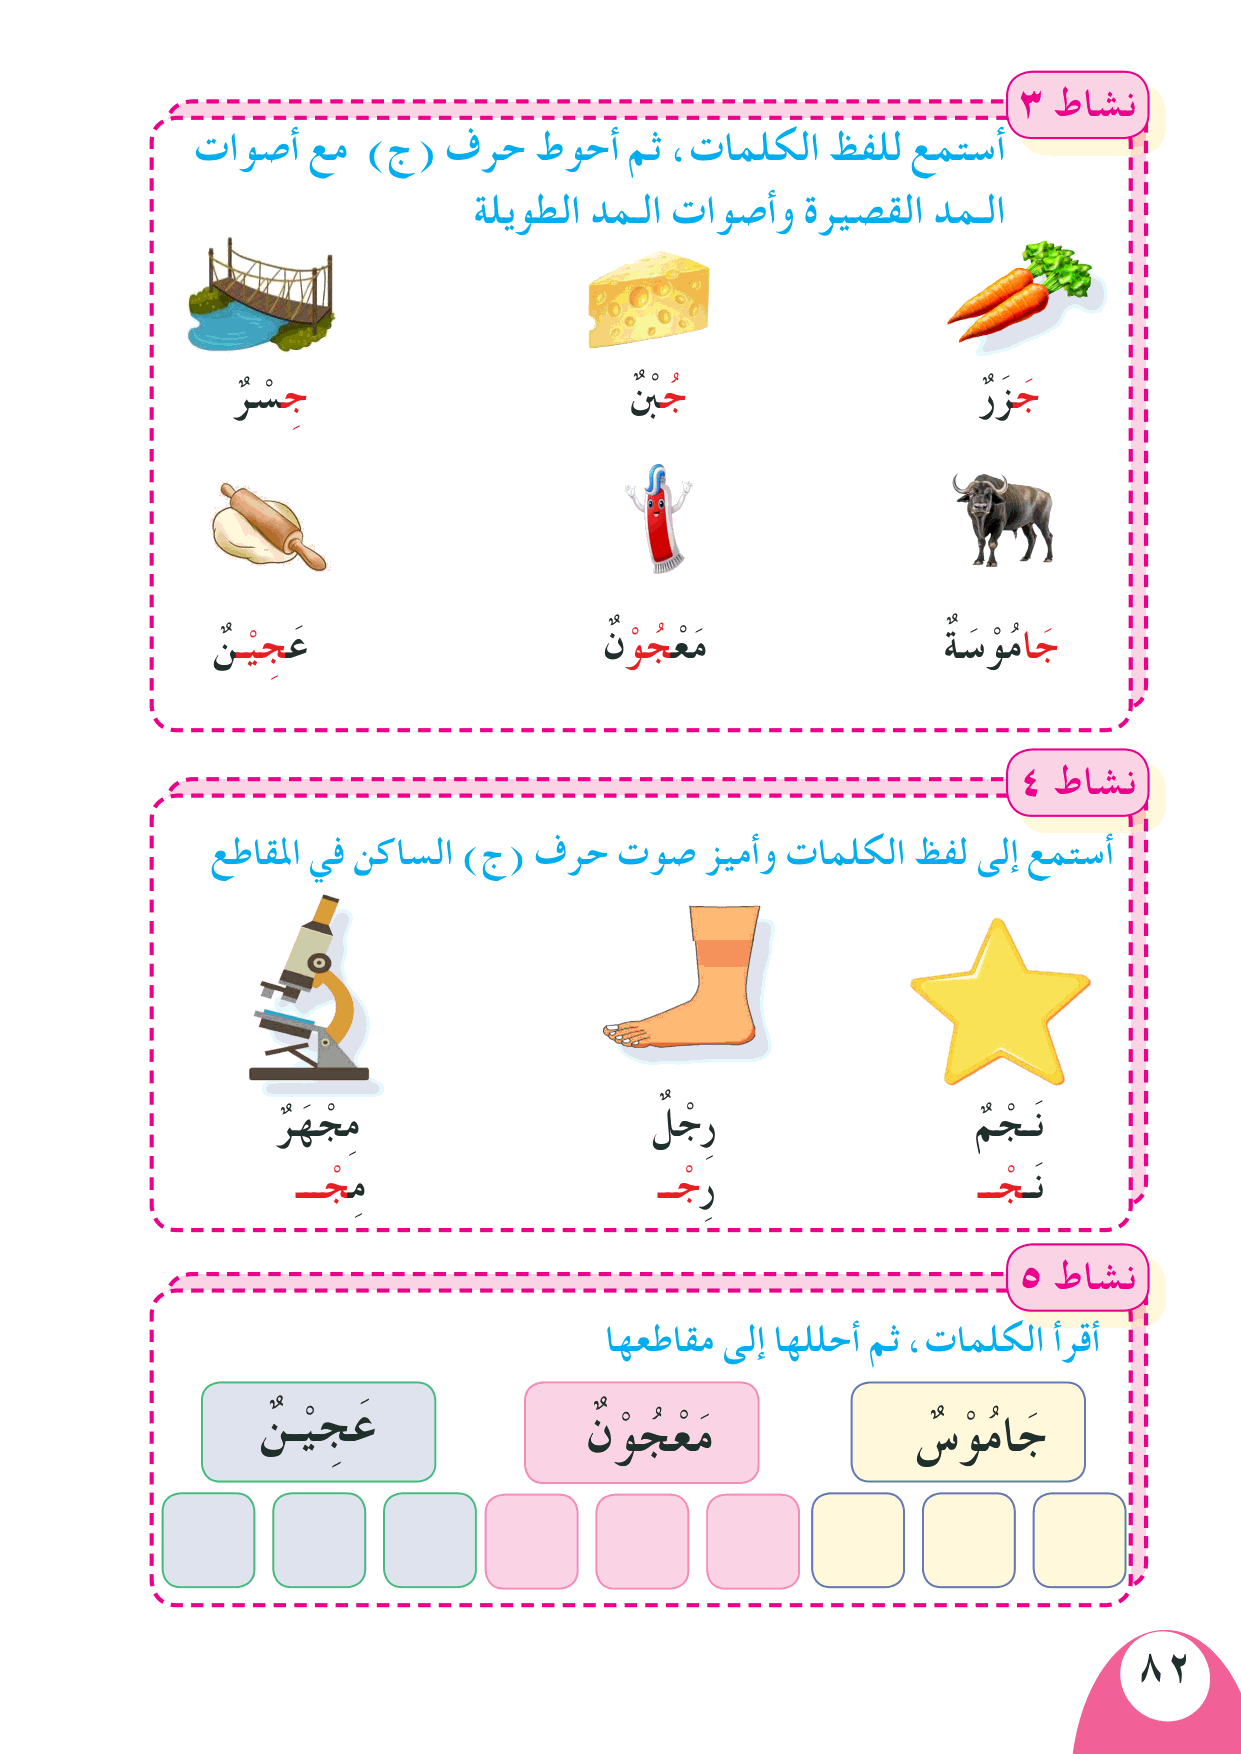 نشاط ٣
أستمع للفظ الكلمات، ثم أحوط حرف (ج) مع أصوات
المد القصيرة وأصوات المد الطويلة
جَزَرٌ جُبْنٌ جِسْرٌ
جَامُوْسَةٌ مَعْجُوْنٌ عَجِيْنٌ
نشاط ٤
أستمع إلى لفظ الكلمات وأميز صوت حرف (ج) الساكن في المقاطع
نَجْمٌ رِجْلٌ مِجْهَرٌ
نَجْـ رِجْـ مِجْـ
نشاط ٥
أقرأ الكلمات، ثم أحللها إلى مقاطعها
جَامُوْسٌ مَعْجُوْنٌ عَجِيْنٌ
٨٢